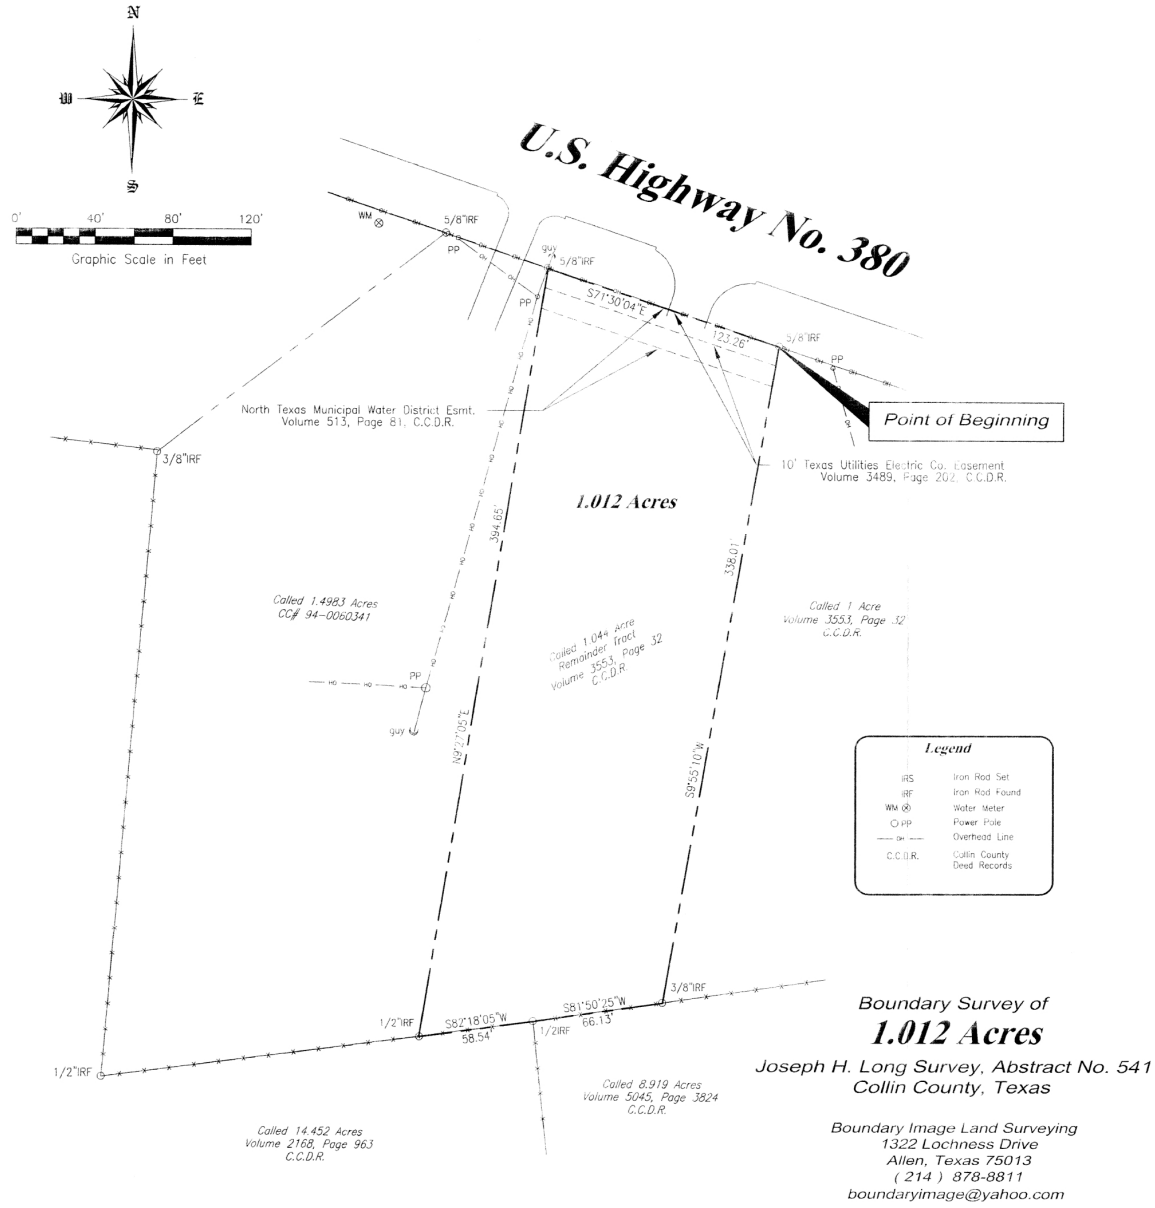 N
W
E
S
0'
40'
80'
120'
Graphic Scale in Feet
U.S. Highway No. 380
WM
5/8"IRF
PP
guy
5/8"IRF
PP
S71°30'04"E
123.26'
5/8"IRF
PP
Point of Beginning
North Texas Municipal Water District Esmt.
Volume 513, Page 81, C.C.D.R.
10' Texas Utilities Electric Co. Easement
Volume 3489, Page 202, C.C.D.R.
3/8"IRF
1.012 Acres
394.65'
338.01'
Called 1.4983 Acres
CC# 94-0060341
Called 1.044 Acre
Remainder Tract
Volume 3553, Page 32
C.C.D.R.
Called 1 Acre
Volume 3553, Page 32
C.C.D.R.
PP
guy
N9°27'05"E
S9°55'10"W
Legend
IRS Iron Rod Set
IRF Iron Rod Found
WM Water Meter
PP Power Pole
OH Overhead Line
C.C.D.R. Collin County
Deed Records
3/8"IRF
1/2"IRF
S82°18'05"W
58.54'
S81°50'25"W
66.13'
1/2IRF
1/2"IRF
Called 14.452 Acres
Volume 2168, Page 963
C.C.D.R.
Called 8.919 Acres
Volume 5045, Page 3824
C.C.D.R.
Boundary Survey of
1.012 Acres
Joseph H. Long Survey, Abstract No. 541
Collin County, Texas
Boundary Image Land Surveying
1322 Lochness Drive
Allen, Texas 75013
( 214 ) 878-8811
boundaryimage@yahoo.com